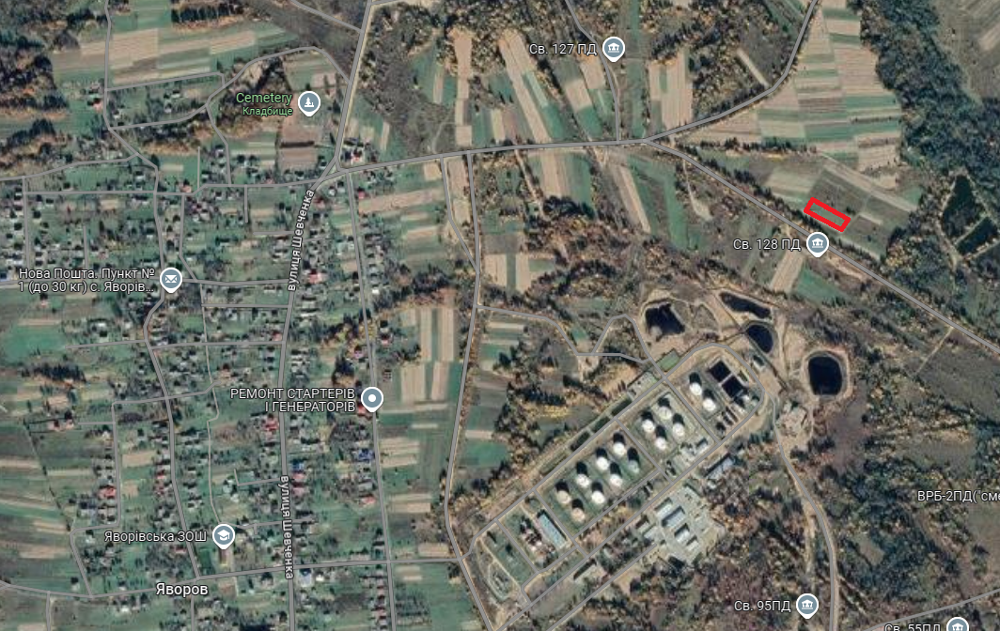 Св. 127 ПД
Cemetery
Кладбище
вулиця Шевченка
Св. 128 ПД
Нова Пошта. Пункт №
1 (до 30 кг) с. Яворів...
РЕМОНТ СТАРТЕРІВ
І ГЕНЕРАТОРІВ
ВРБ-2ПД("см
вулиця Шевченка
Яворівська ЗОШ
Яворов
Св. 95ПД
Св. 55ПД